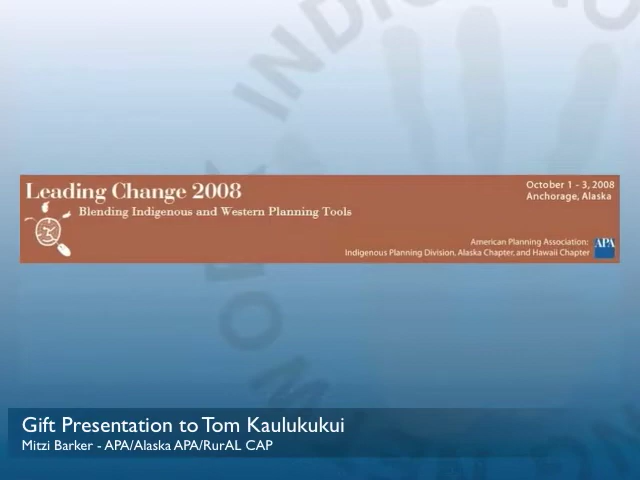 Leading Change 2008
Blending Indigenous and Western Planning Tools
October 1 - 3, 2008
Anchorage, Alaska
American Planning Association:
Indigenous Planning Division, Alaska Chapter, and Hawaii Chapter
APA
Gift Presentation to Tom Kaulukukui
Mitzi Barker - APA/Alaska APA/RurAL CAP